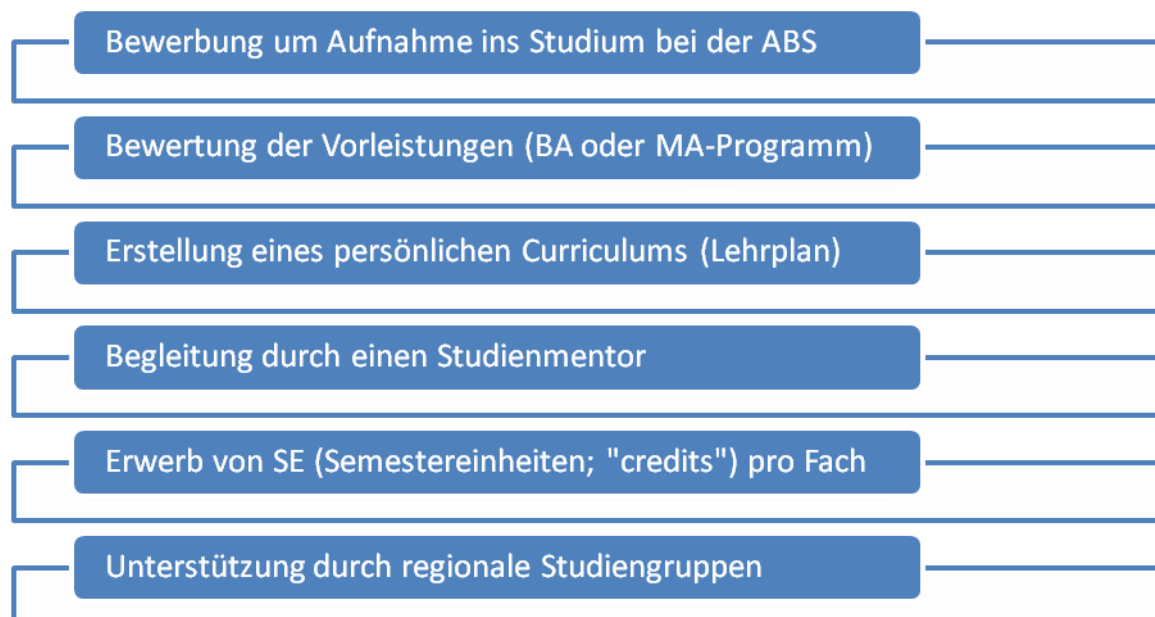 Bewerbung um Aufnahme ins Studium bei der ABS
Bewertung der Vorleistungen (BA oder MA-Programm)
Erstellung eines persönlichen Curriculums (Lehrplan)
Begleitung durch einen Studienmentor
Erwerb von SE (Semestereinheiten; "credits") pro Fach
Unterstützung durch regionale Studiengruppen